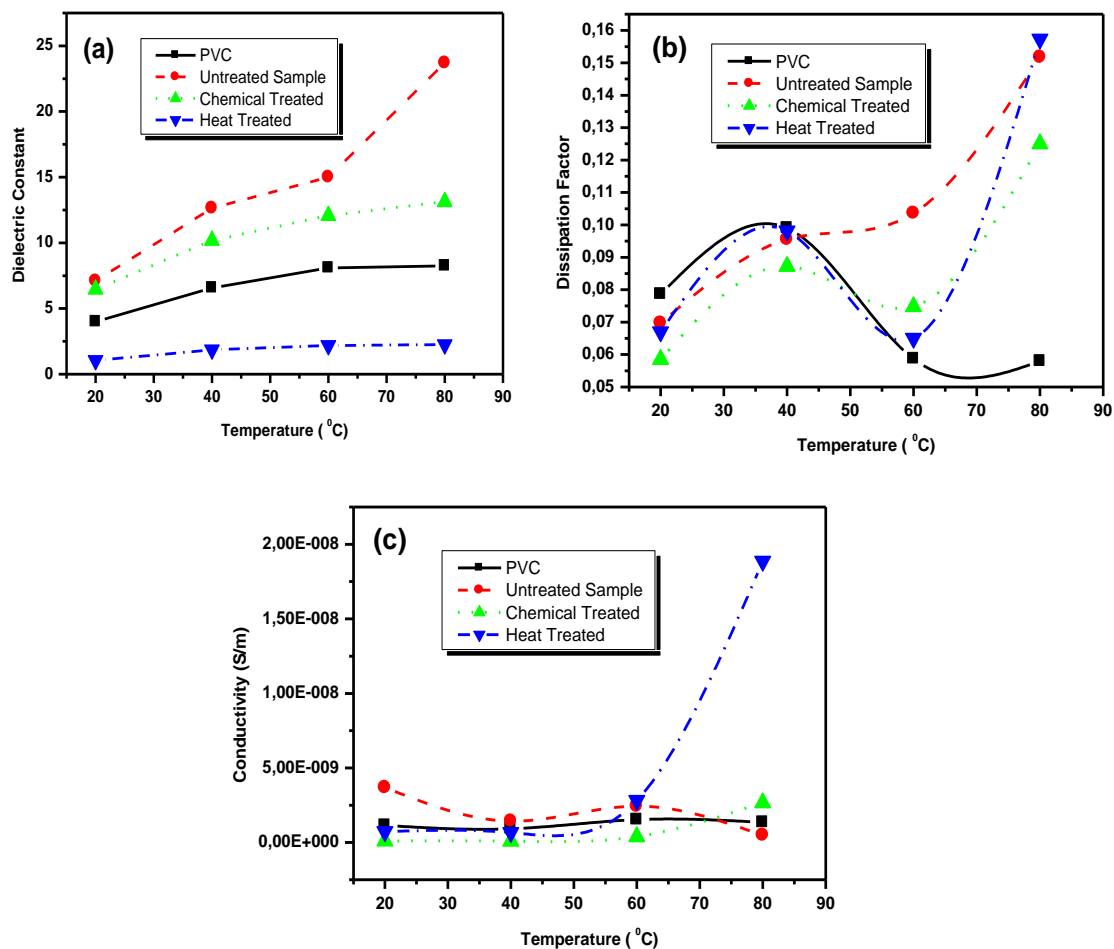 (a)
PVC
Untreated Sample
Chemical Treated
Heat Treated
Dielectric Constant
25
20
15
10
5
0
20 30 40 50 60 70 80 90
Temperature ( 0C)
(b)
PVC
Untreated Sample
Chemical Treated
Heat Treated
Dissipation Factor
0,16
0,15
0,14
0,13
0,12
0,11
0,10
0,09
0,08
0,07
0,06
0,05
20 30 40 50 60 70 80 90
Temperature ( 0C)
(c)
PVC
Untreated Sample
Chemical Treated
Heat Treated
Conductivity (S/m)
2,00E-008
1,50E-008
1,00E-008
5,00E-009
0,00E+000
20 30 40 50 60 70 80 90
Temperature ( 0C)